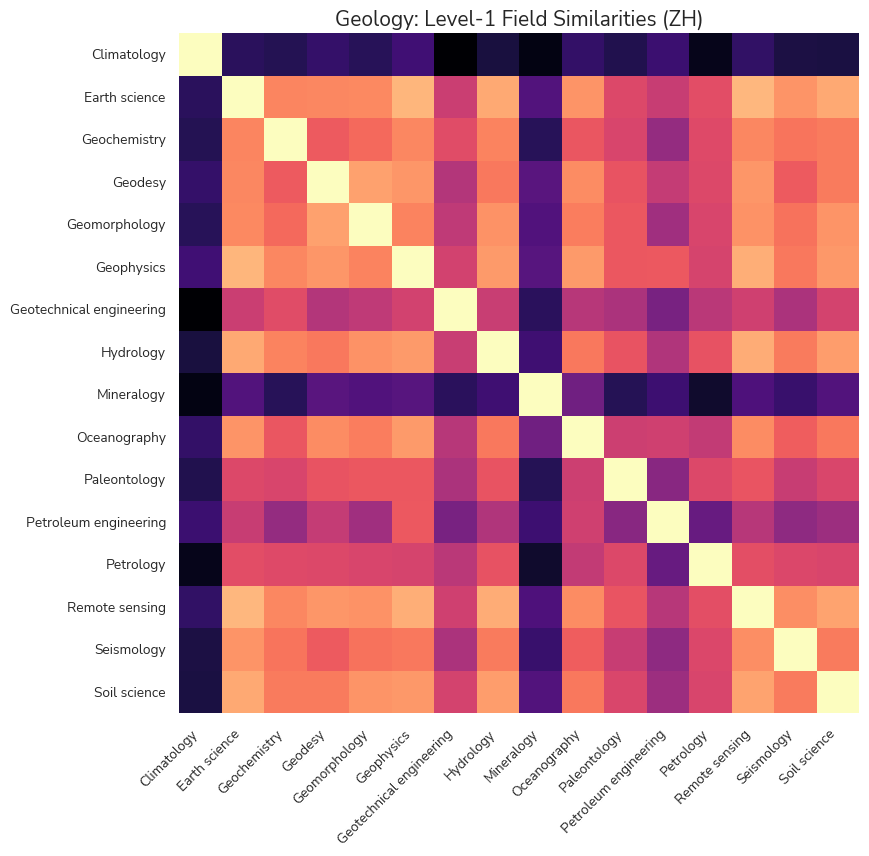 Geology: Level-1 Field Similarities (ZH)
Climatology
Earth science
Geochemistry
Geodesy
Geomorphology
Geophysics
Geotechnical engineering
Hydrology
Mineralogy
Oceanography
Paleontology
Petroleum engineering
Petrology
Remote sensing
Seismology
Soil science
Climatology
Earth science
Geochemistry
Geodesy
Geomorphology
Geophysics
Geotechnical engineering
Hydrology
Mineralogy
Oceanography
Paleontology
Petroleum engineering
Petrology
Remote sensing
Seismology
Soil science